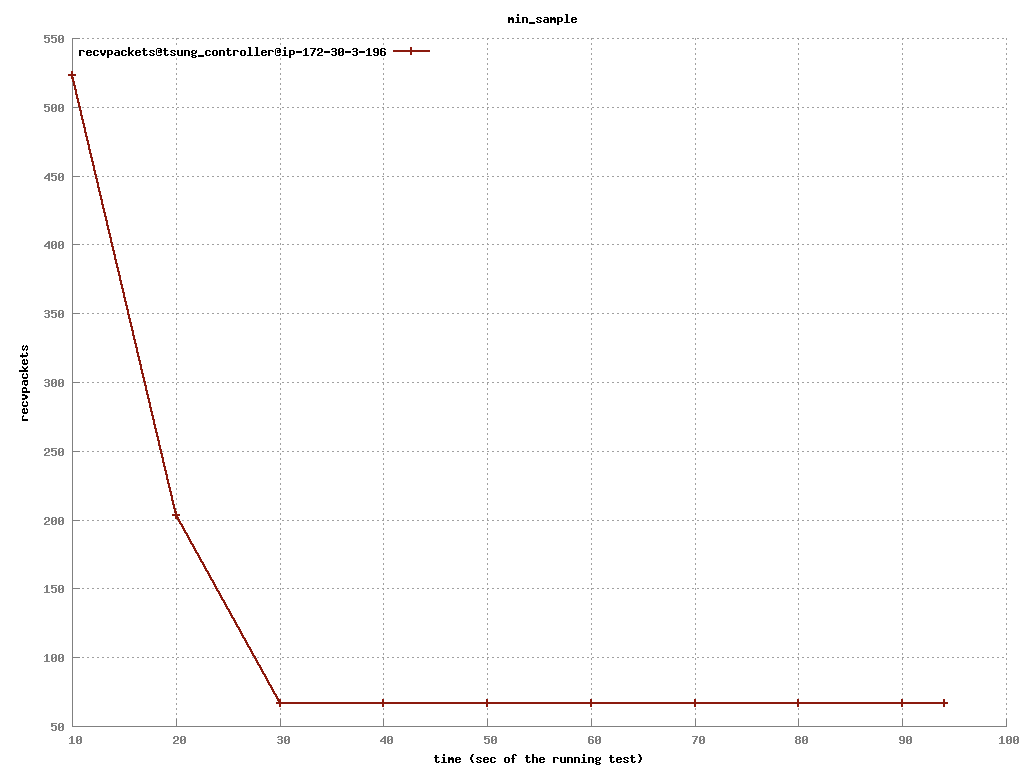 min_sample
550
recvpackets@tsung_controller@ip-172-30-3-196
500
450
400
350
300
250
200
150
100
50
recvpackets
10 20 30 40 50 60 70 80 90 100
time (sec of the running test)